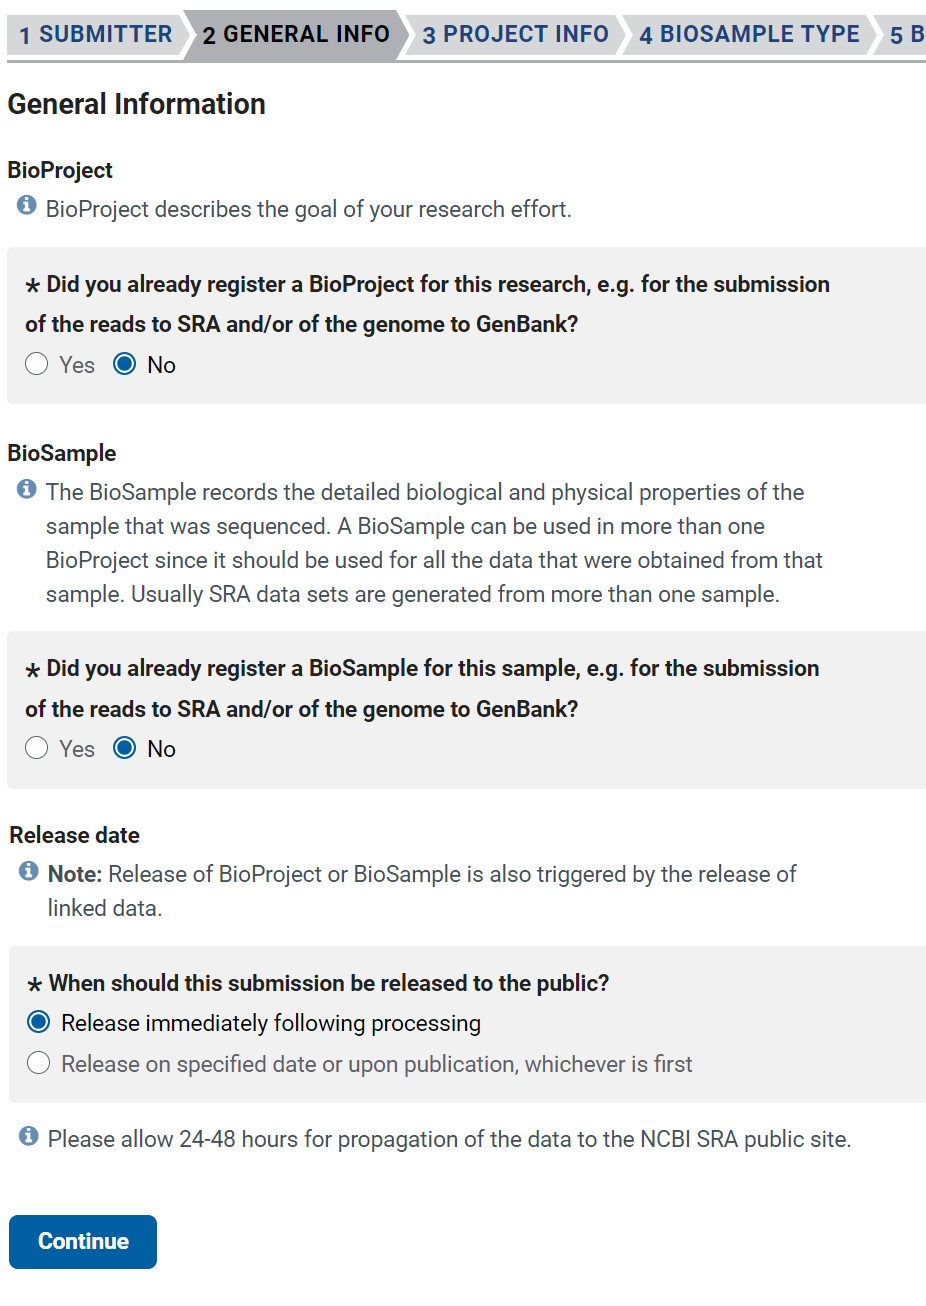 1 SUBMITTER 2 GENERAL INFO 3 PROJECT INFO 4 BIOSAMPLE TYPE 5 B
General Information
BioProject
BioProject describes the goal of your research effort.
* Did you already register a BioProject for this research, e.g. for the submission
of the reads to SRA and/or of the genome to GenBank?
Yes No
BioSample
The BioSample records the detailed biological and physical properties of the
sample that was sequenced. A BioSample can be used in more than one
BioProject since it should be used for all the data that were obtained from that
sample. Usually SRA data sets are generated from more than one sample.
* Did you already register a BioSample for this sample, e.g. for the submission
of the reads to SRA and/or of the genome to GenBank?
Yes No
Release date
Note: Release of BioProject or BioSample is also triggered by the release of
linked data.
* When should this submission be released to the public?
Release immediately following processing
Release on specified date or upon publication, whichever is first
Please allow 24-48 hours for propagation of the data to the NCBI SRA public site.
Continue